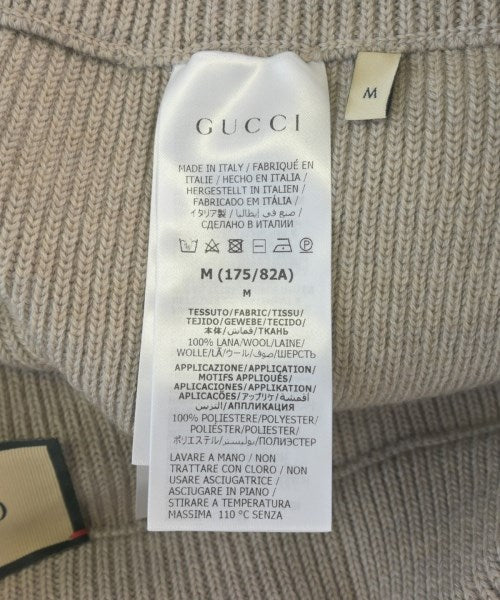 GUCCI
M
MADE IN ITALY / FABRIQUÉ EN
ITALIE / HECHO EN ITALIA /
HERGESTELLT IN ITALIEN /
FABRICADO EM ITÁLIA /
イタリア製 / صنع في إيطاليا /
СДЕЛАНО В ИТАЛИИ
M (175/82A)
M
TESSUTO/FABRIC/TISSU/
TEJIDO/GEWEBE/TECIDO/
本体/قماش/ТКАНЬ
100% LANA/WOOL/LAINE/
WOLLE/LÃ/ウール/صوف/ШЕРСТЬ
APPLICAZIONE/APPLICATION/
MOTIFS APPLIQUÉS/
APLICACIONES/APPLIKATION/
APLICAÇÕES/アップリケ/أقمشة
الترس/АППЛИКАЦИЯ
100% POLIESTERE/POLYESTER/
POLIÉSTER/POLIESTER/
ポリエステル/بوليستر/ПОЛИЭСТЕР
LAVARE A MANO / NON
TRATTARE CON CLORO / NON
USARE ASCIUGATRICE /
ASCIUGARE IN PIANO /
STIRARE A TEMPERATURA
MASSIMA 110 °C SENZA